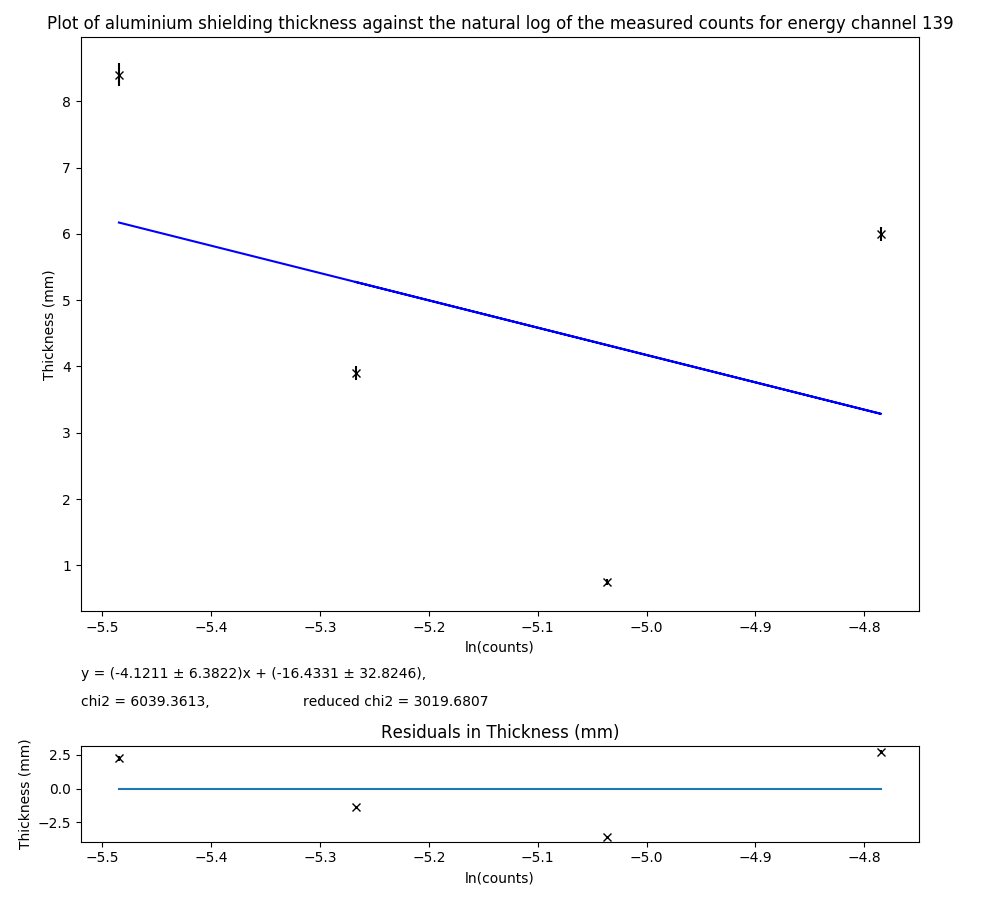 Plot of aluminium shielding thickness against the natural log of the measured counts for energy channel 139
Thickness (mm)
8
7
6
5
4
3
2
1
−5.5 −5.4 −5.3 −5.2 −5.1 −5.0 −4.9 −4.8
ln(counts)
y = (-4.1211 ± 6.3822)x + (-16.4331 ± 32.8246),
chi2 = 6039.3613, reduced chi2 = 3019.6807
Residuals in Thickness (mm)
Thickness (mm)
2.5
0.0
−2.5
−5.5 −5.4 −5.3 −5.2 −5.1 −5.0 −4.9 −4.8
ln(counts)